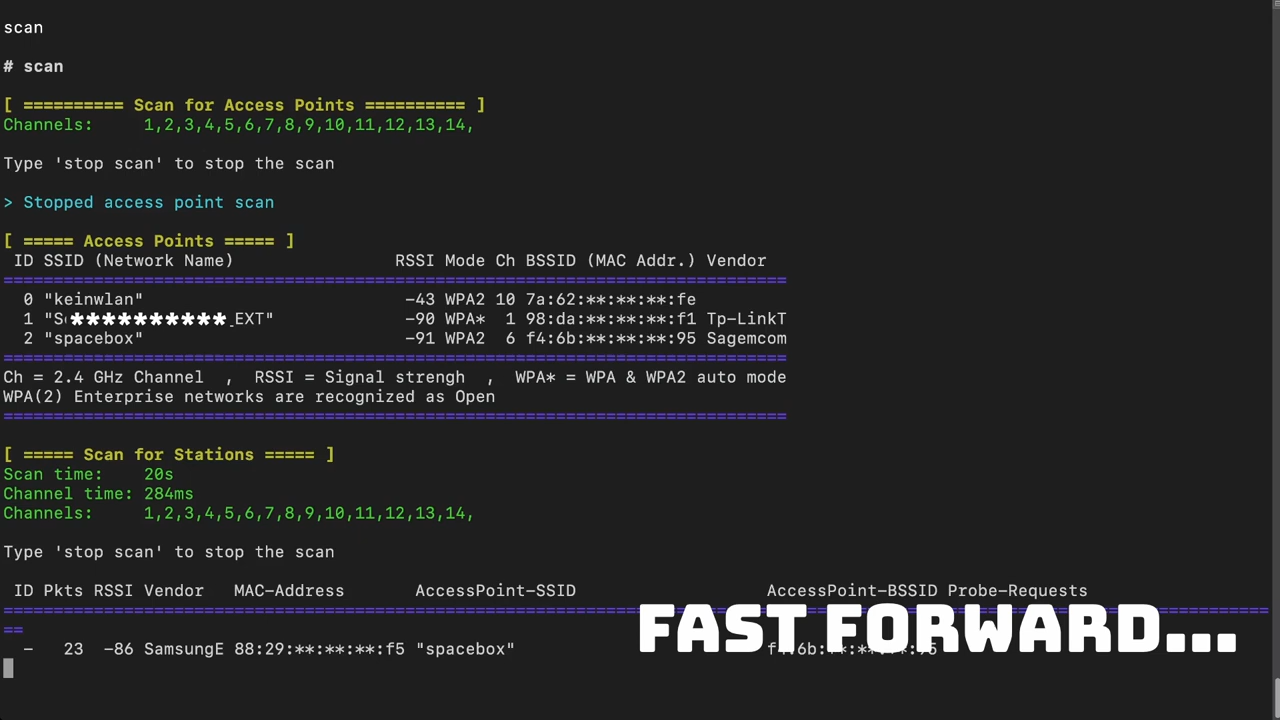 scan
# scan
[ ========== Scan for Access Points ========== ]
Channels:     1,2,3,4,5,6,7,8,9,10,11,12,13,14,
Type 'stop scan' to stop the scan
> Stopped access point scan
[ ===== Access Points ===== ]
ID SSID (Network Name)                RSSI Mode Ch BSSID (MAC Addr.) Vendor
==============================================================================
0 "keinwlan"                          -43 WPA2 10 7a:62:**:**:**:fe
1 "S**********_EXT"                    -90 WPA*  1 98:da:**:**:**:f1 Tp-LinkT
2 "spacebox"                          -91 WPA2  6 f4:6b:**:**:**:95 Sagemcom
==============================================================================
Ch = 2.4 GHz Channel  ,  RSSI = Signal strengh  ,  WPA* = WPA & WPA2 auto mode
WPA(2) Enterprise networks are recognized as Open
==============================================================================
[ ===== Scan for Stations ===== ]
Scan time:    20s
Channel time: 284ms
Channels:     1,2,3,4,5,6,7,8,9,10,11,12,13,14,
Type 'stop scan' to stop the scan
ID Pkts RSSI Vendor   MAC-Address       AccessPoint-SSID                   AccessPoint-BSSID Probe-Requests
==============================================================================================================================
==
-   23  -86 SamsungE 88:29:**:**:**:f5 "spacebox"                         f4:6b:**:**:**:95
FAST FORWARD...